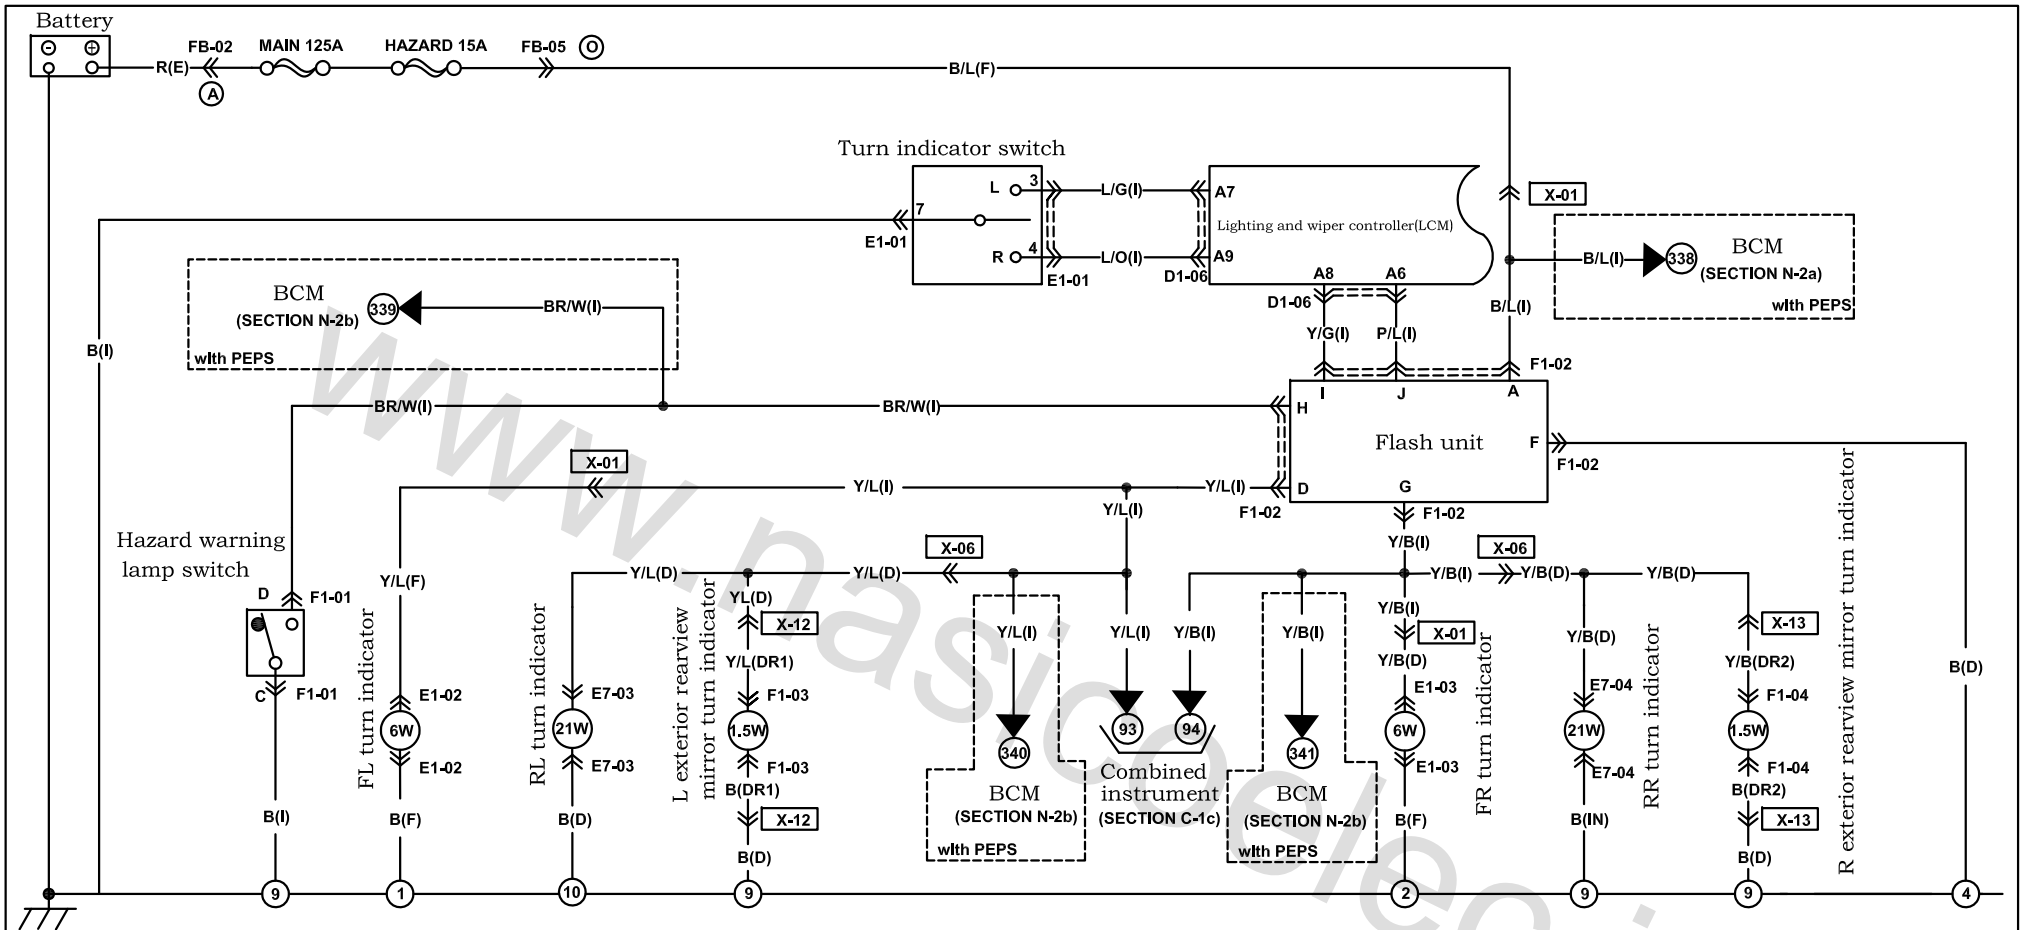 Battery
FB-02
MAIN 125A
HAZARD 15A
FB-05
O
R(E)
A
B/L(F)
Turn indicator switch
L
3
L/G(I)
A7
7
Lighting and wiper controller(LCM)
X-01
E1-01
R
4
E1-01
L/O(I)
D1-06
A9
A8
A6
D1-06
B/L(I)
338
BCM
(SECTION N-2a)
with PEPS
B/L(I)
BCM
(SECTION N-2b)
339
BR/W(I)
with PEPS
B(I)
Y/G(I)
P/L(I)
F1-02
I
J
A
BR/W(I)
BR/W(I)
H
Flash unit
F
F1-02
X-01
Y/L(I)
Y/L(I)
D
G
F1-02
F1-02
Y/L(I)
Y/B(I)
Hazard warning
lamp switch
D
F1-01
C
F1-01
B(I)
Y/L(F)
FL turn indicator
E1-02
6W
E1-02
B(F)
Y/L(D)
Y/L(D)
X-06
RL turn indicator
E7-03
21W
E7-03
B(D)
L exterior rearview
mirror turn indicator
YL(D)
X-12
Y/L(DR1)
F1-03
1.5W
F1-03
B(DR1)
X-12
B(D)
Y/L(I)
340
BCM
(SECTION N-2b)
with PEPS
Y/L(I)
Y/B(I)
93
94
Combined
instrument
(SECTION C-1c)
Y/B(I)
341
BCM
(SECTION N-2b)
with PEPS
Y/B(I)
X-01
Y/B(D)
E1-03
6W
E1-03
B(F)
FR turn indicator
Y/B(I)
X-06
Y/B(D)
Y/B(D)
Y/B(D)
E7-04
21W
E7-04
B(IN)
RR turn indicator
X-13
Y/B(DR2)
F1-04
1.5W
F1-04
B(DR2)
X-13
B(D)
R exterior rearview mirror turn indicator
B(D)
9
1
10
9
2
9
9
4
www.nasicoelec.i